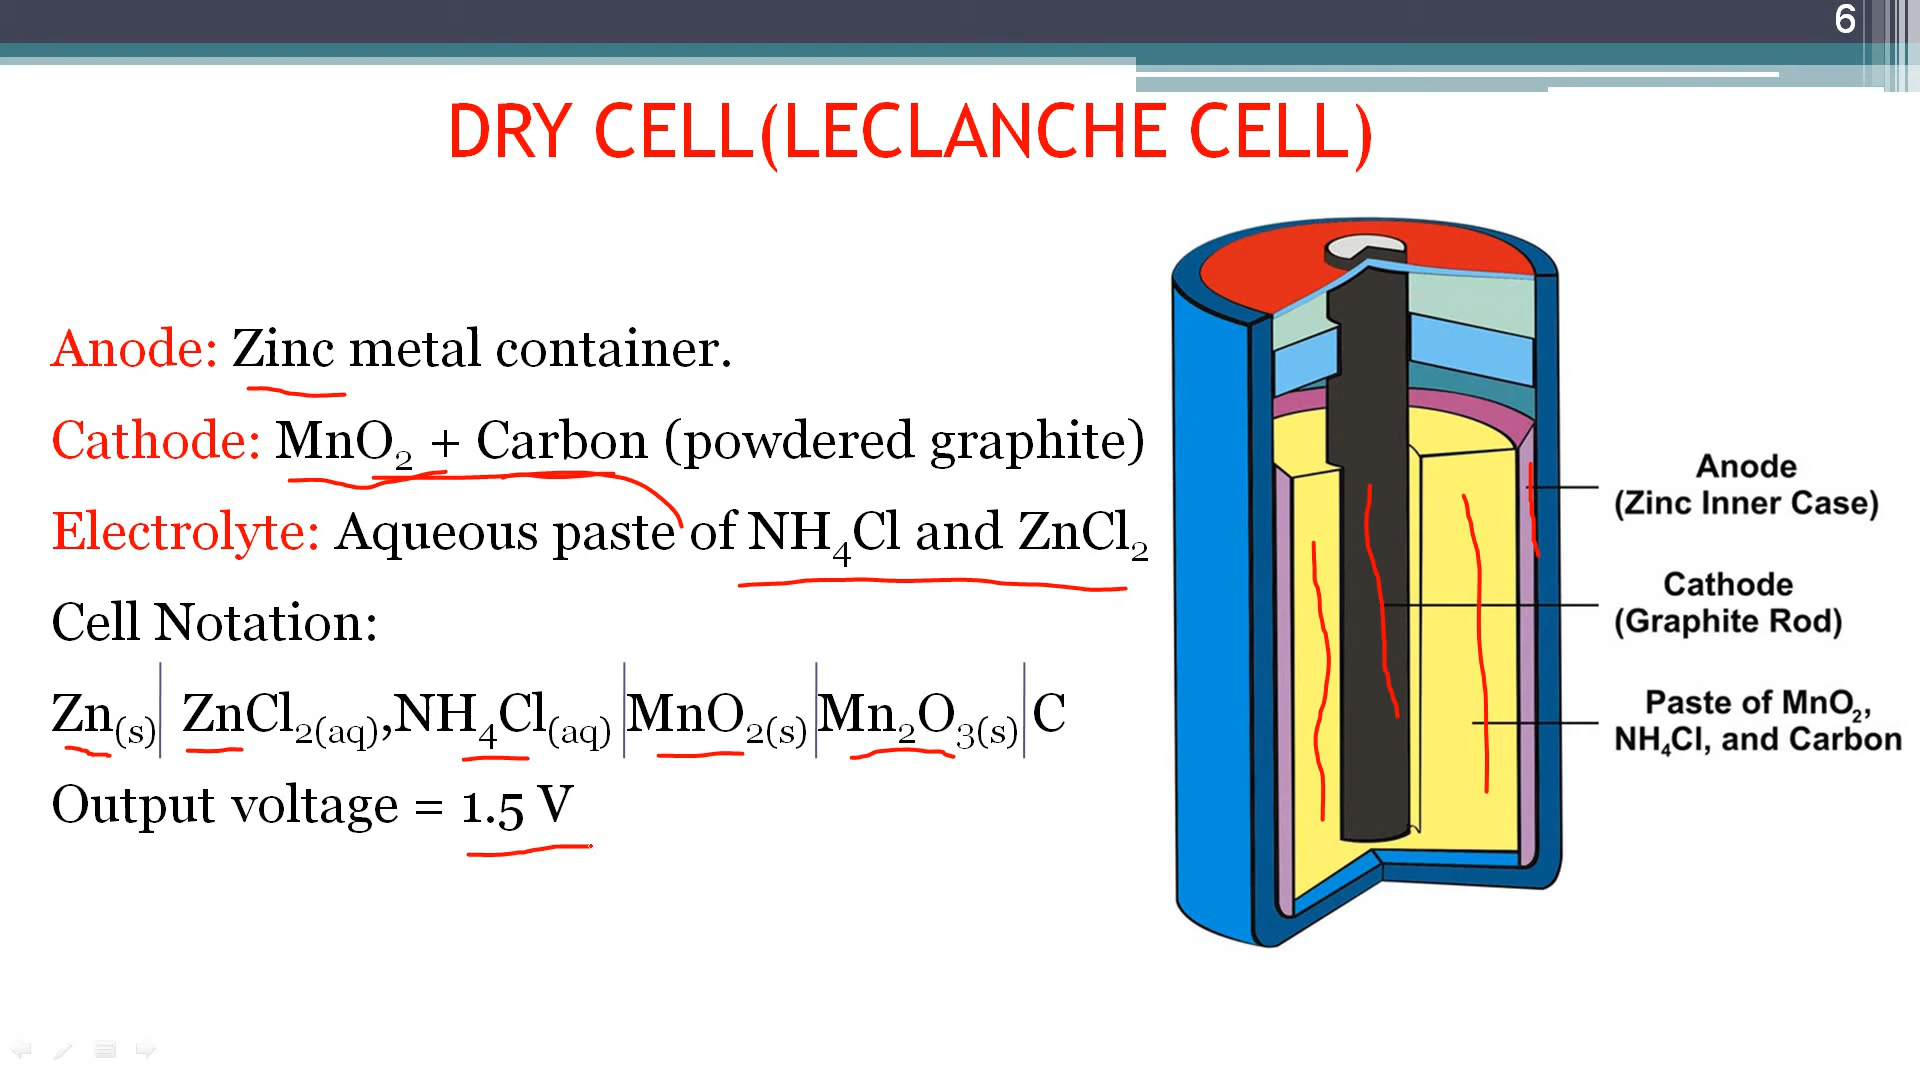 6
DRY CELL(LECLANCHE CELL)
Anode: Zinc metal container.
Cathode: MnO₂ + Carbon (powdered graphite)
Electrolyte: Aqueous paste of NH₄Cl and ZnCl₂
Cell Notation:
Zn(s)| ZnCl₂(aq),NH₄Cl(aq)|MnO₂(s)|Mn₂O₃(s)|C
Output voltage = 1.5 V
Anode
(Zinc Inner Case)
Cathode
(Graphite Rod)
Paste of MnO₂,
NH₄Cl, and Carbon